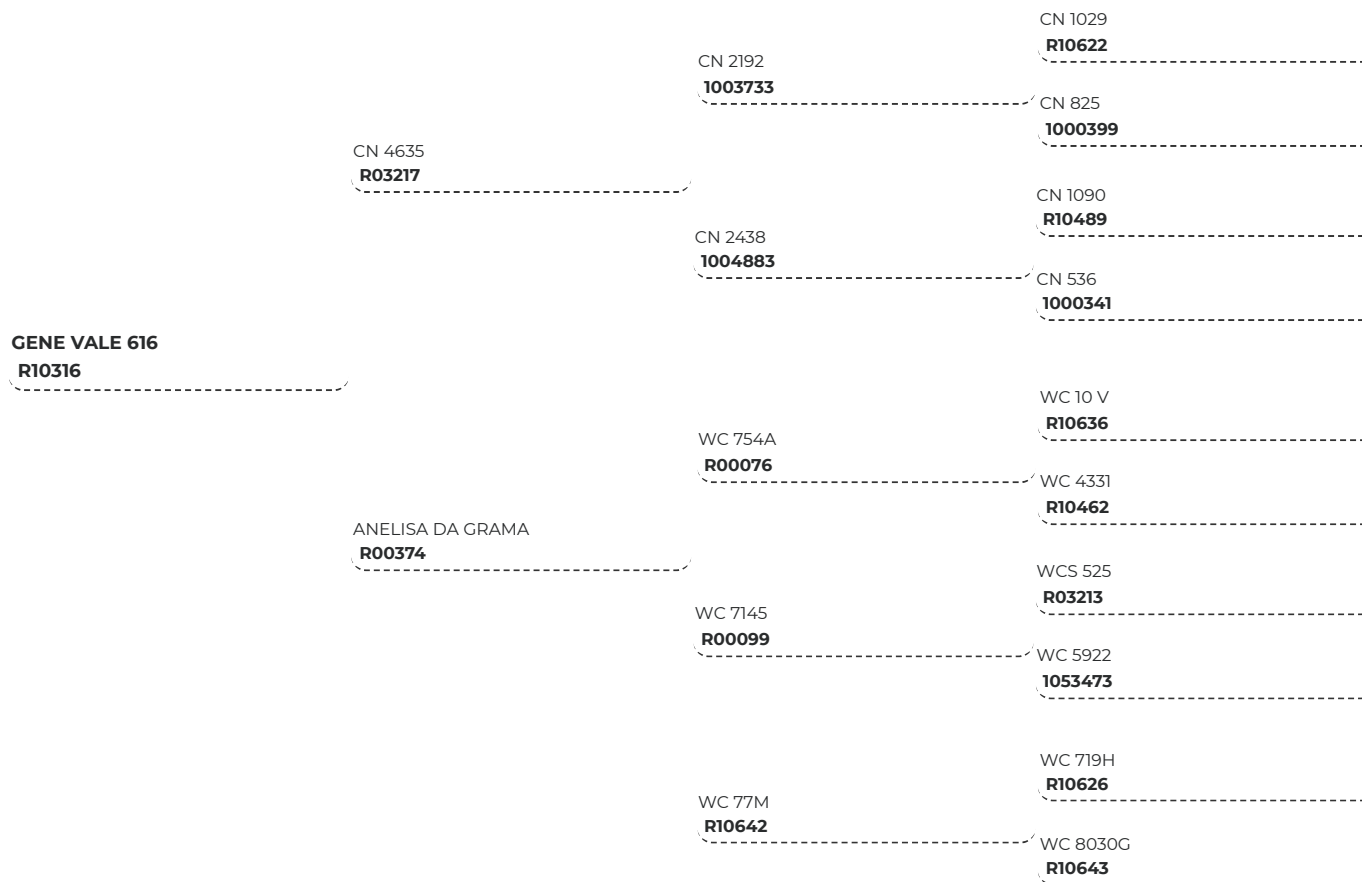 GENE VALE 616
R10316
CN 4635
R03217
ANELISA DA GRAMA
R00374
CN 2192
1003733
CN 2438
1004883
WC 754A
R00076
WC 7145
R00099
WC 77M
R10642
CN 1029
R10622
CN 825
1000399
CN 1090
R10489
CN 536
1000341
WC 10 V
R10636
WC 4331
R10462
WCS 525
R03213
WC 5922
1053473
WC 719H
R10626
WC 8030G
R10643